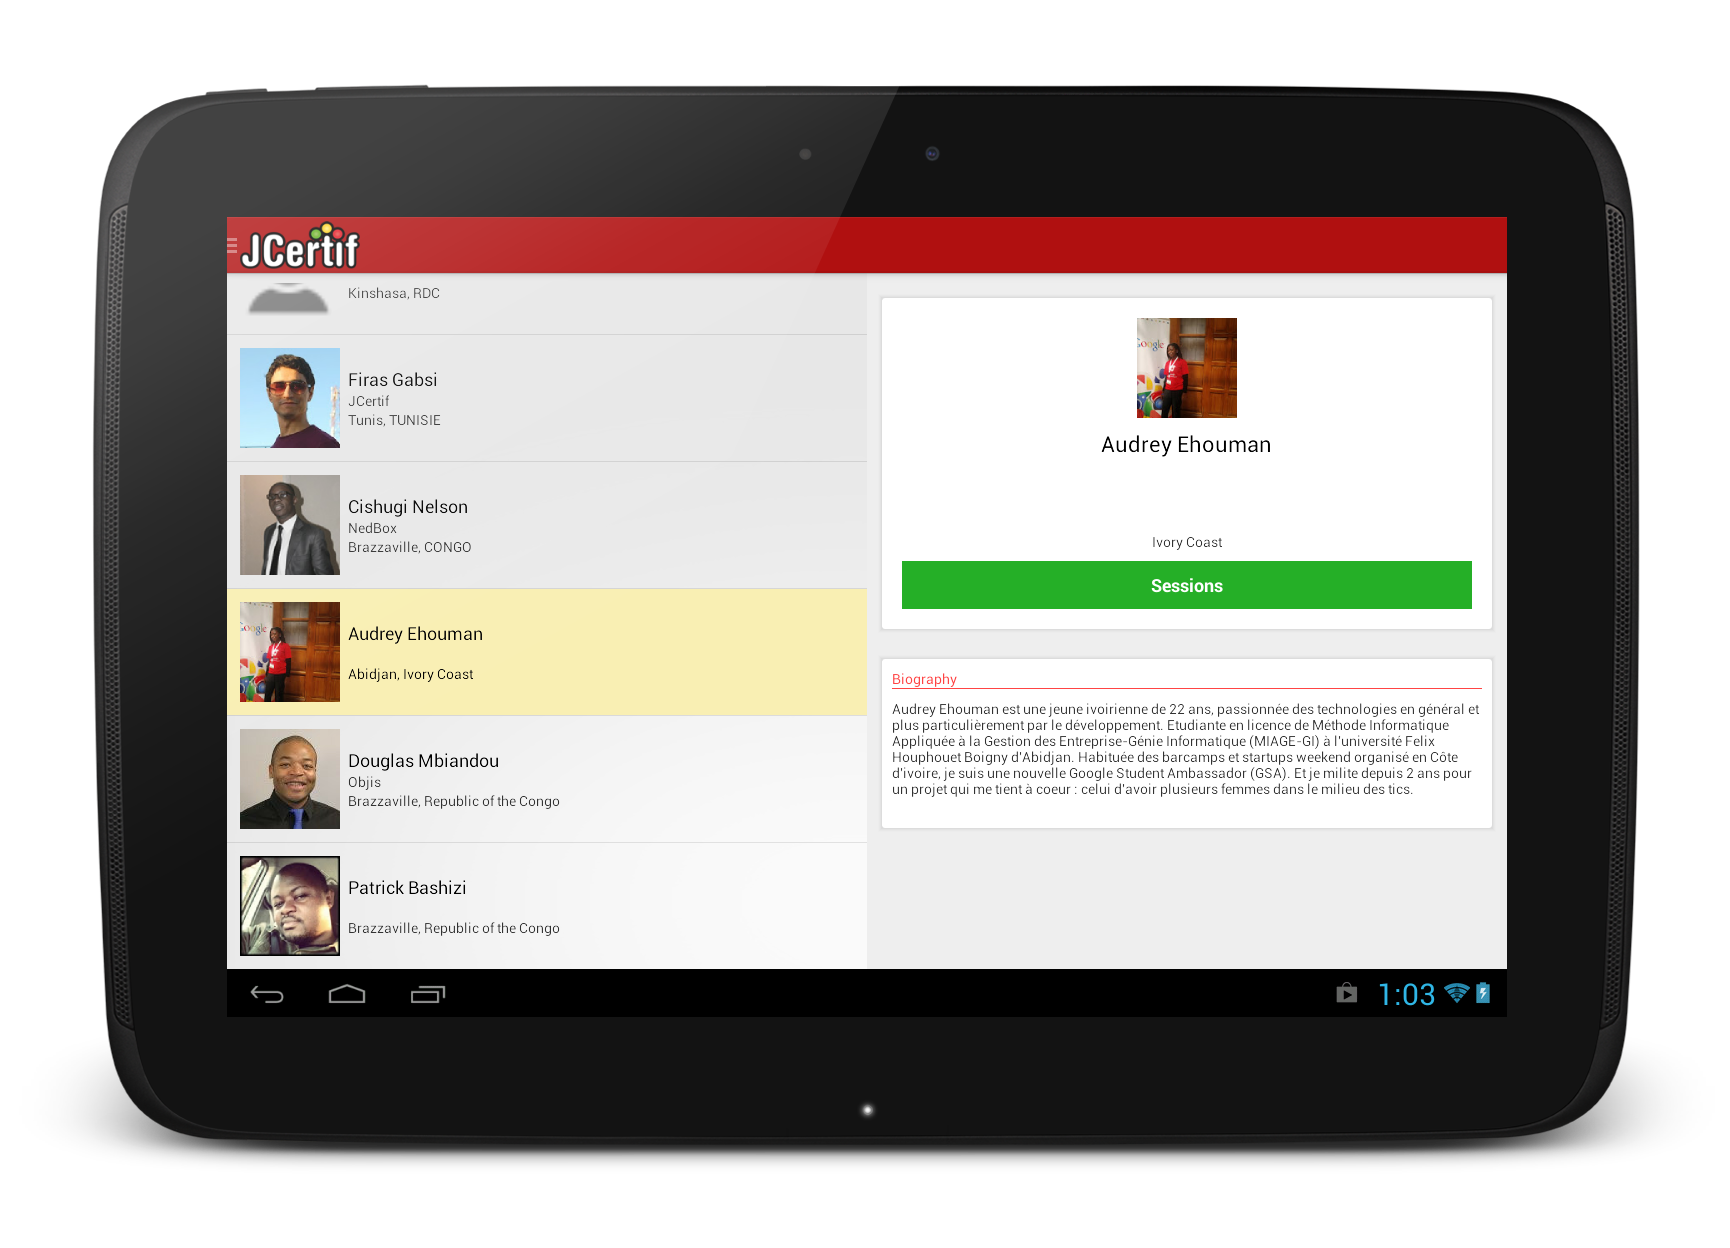 JCertif
Kinshasa, RDC
Firas Gabsi
JCertif
Tunis, TUNISIE
Cishugi Nelson
NedBox
Brazzaville, CONGO
Google
Audrey Ehouman
Abidjan, Ivory Coast
Douglas Mbiandou
Objis
Brazzaville, Republic of the Congo
Patrick Bashizi
Brazzaville, Republic of the Congo
Google
Audrey Ehouman
Ivory Coast
Sessions
Biography
Audrey Ehouman est une jeune ivoirienne de 22 ans, passionnée des technologies en général et
plus particulièrement par le développement. Etudiante en licence de Méthode Informatique
Appliquée à la Gestion des Entreprise-Génie Informatique (MIAGE-GI) à l'université Felix
Houphouet Boigny d'Abidjan. Habituée des barcamps et startups weekend organisé en Côte
d'ivoire, je suis une nouvelle Google Student Ambassador (GSA). Et je milite depuis 2 ans pour
un projet qui me tient à coeur : celui d'avoir plusieurs femmes dans le milieu des tics.
1:03